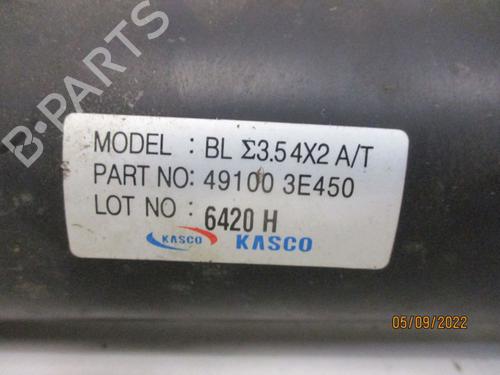 MODEL : BL Σ3.5 4X2 A/T
PART NO: 49100 3E450
LOT NO : 6420 H
KASCO KASCO
B-Parts
05/09/2022